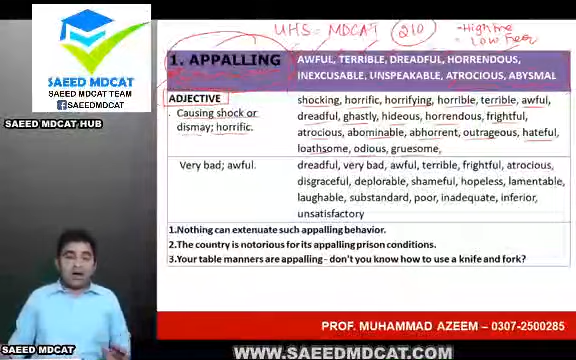 UHS = MDCAT 210
- High fre
- Low Freq
SAEED MDCAT
SAEED MDCAT
SAEED MDCAT HUB
1. APPALLING
AWFUL, TERRIBLE, DREADFUL, HORRENDOUS,
INEXCUSABLE, UNSPEAKABLE, ATROCIOUS, ABYSMAL
ADJECTIVE
. Causing shock or
dismay; horrific.
shocking, horrific, horrifying, horrible, terrible, awful,
dreadful, ghastly, hideous, horrendous, frightful,
atrocious, abominable, abhorrent, outrageous, hateful,
loathsome, odious, gruesome,
Very bad; awful.
dreadful, very bad, awful, terrible, frightful, atrocious,
disgraceful, deplorable, shameful, hopeless, lamentable,
laughable, substandard, poor, inadequate, inferior,
unsatisfactory
1.Nothing can extenuate such appalling behavior.
2.The country is notorious for its appalling prison conditions.
3.Your table manners are appalling - don't you know how to use a knife and fork?
PROF. MUHAMMAD AZEEM – 0307-2500285
SAEED MDCAT
WWW.SAEEDMDCAT.COM